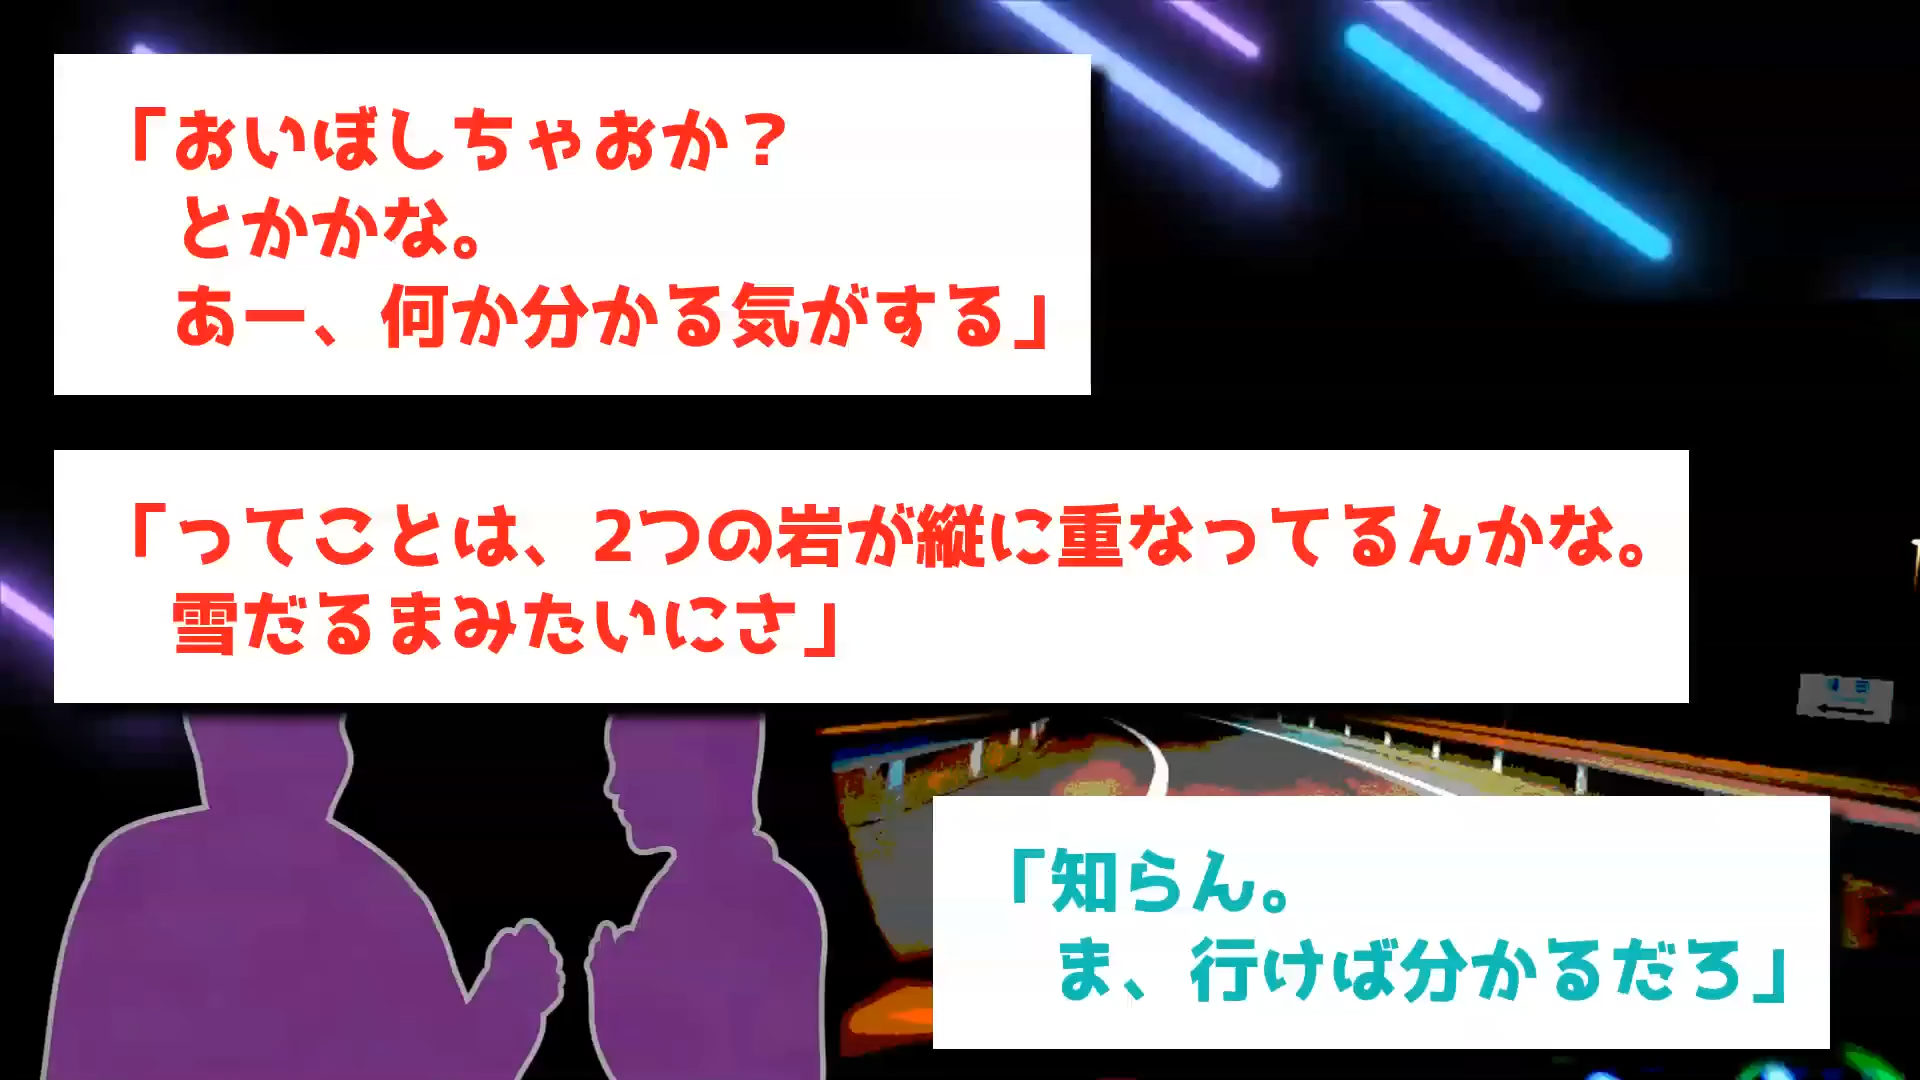 「おいぼしちゃおか？
とかかな。
あー、何か分かる気がする」
「ってことは、2つの岩が縦に重なってるんかな。
雪だるまみたいにさ」
「知らん。
ま、行けば分かるだろ」